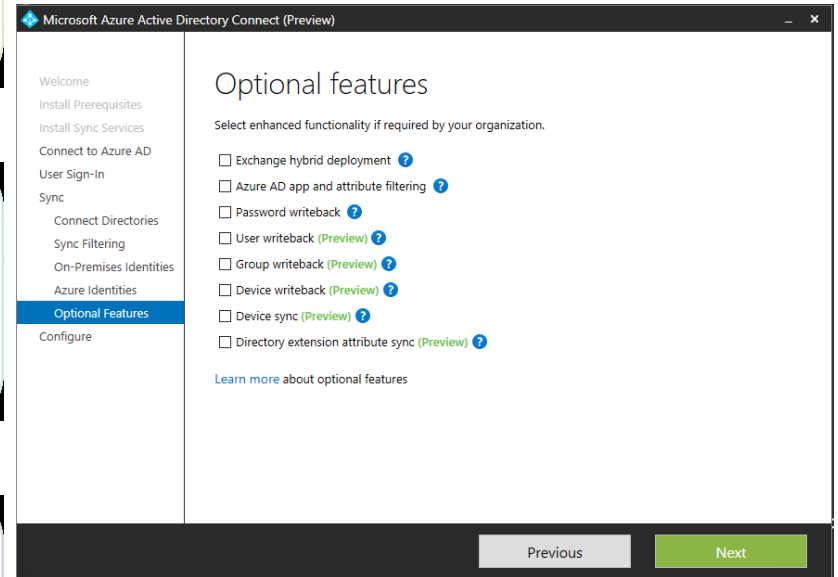 Microsoft Azure Active Directory Connect (Preview)
Welcome
Install Prerequisites
Install Sync Services
Connect to Azure AD
User Sign-In
Sync
Connect Directories
Sync Filtering
On-Premises Identities
Azure Identities
Optional Features
Configure
Optional features
Select enhanced functionality if required by your organization.
Exchange hybrid deployment ?
Azure AD app and attribute filtering ?
Password writeback ?
User writeback (Preview) ?
Group writeback (Preview) ?
Device writeback (Preview) ?
Device sync (Preview) ?
Directory extension attribute sync (Preview) ?
Learn more about optional features
Previous
Next